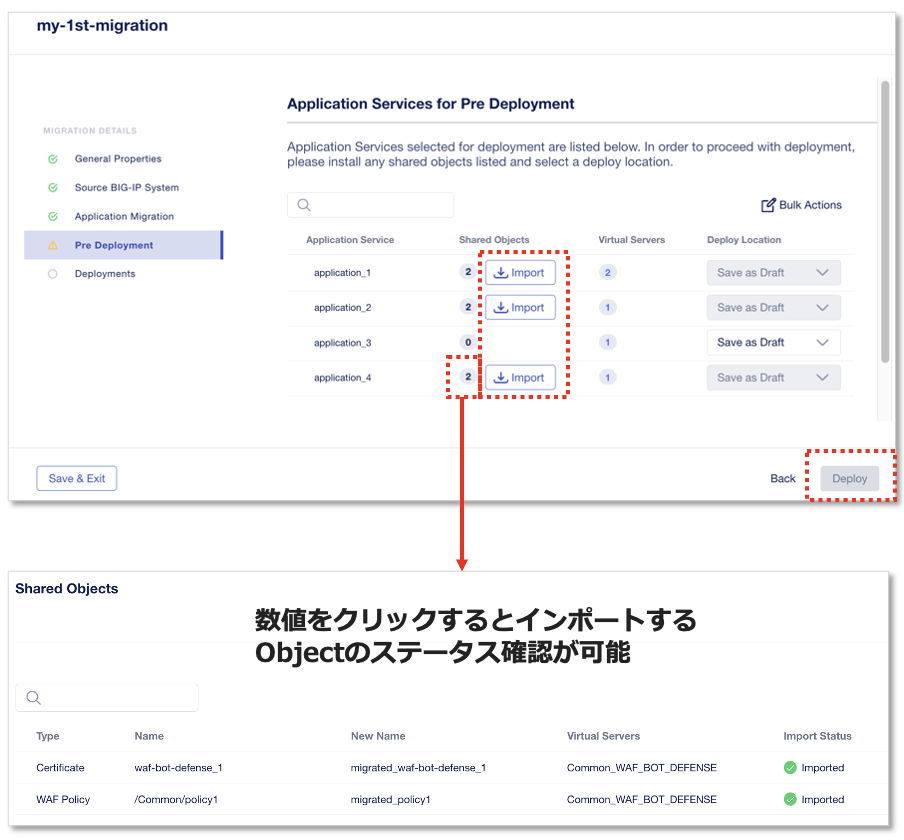 my-1st-migration
MIGRATION DETAILS
General Properties
Source BIG-IP System
Application Migration
Pre Deployment
Deployments
Application Services for Pre Deployment
Application Services selected for deployment are listed below. In order to proceed with deployment,
please install any shared objects listed and select a deploy location.
Bulk Actions
Application Service Shared Objects Virtual Servers Deploy Location
application_1 2 Import 2 Save as Draft
application_2 2 Import 1 Save as Draft
application_3 0 1 Save as Draft
application_4 2 Import 1 Save as Draft
Save & Exit Back Deploy
Shared Objects
数値をクリックするとインポートする
Objectのステータス確認が可能
Type Name New Name Virtual Servers Import Status
Certificate waf-bot-defense_1 migrated_waf-bot-defense_1 Common_WAF_BOT_DEFENSE Imported
WAF Policy /Common/policy1 migrated_policy1 Common_WAF_BOT_DEFENSE Imported